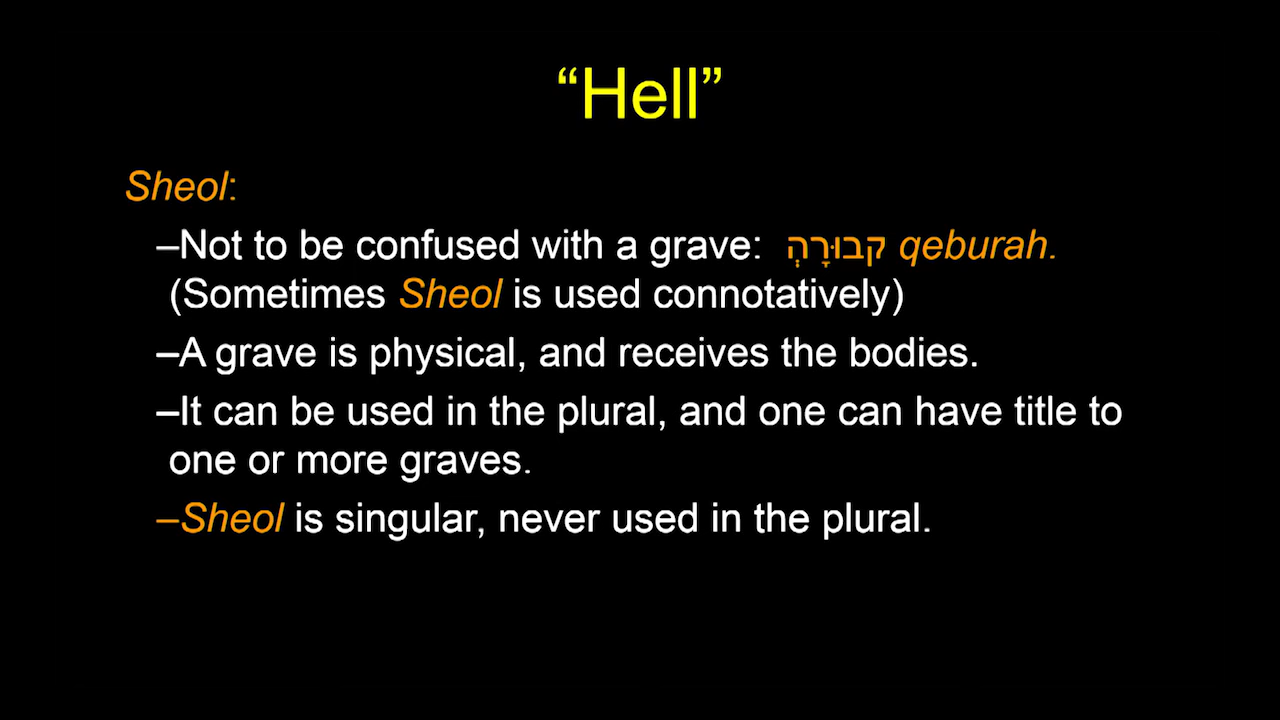 “Hell”
Sheol:
–Not to be confused with a grave: קבוּרָהְ qeburah.
(Sometimes Sheol is used connotatively)
–A grave is physical, and receives the bodies.
–It can be used in the plural, and one can have title to
one or more graves.
–Sheol is singular, never used in the plural.